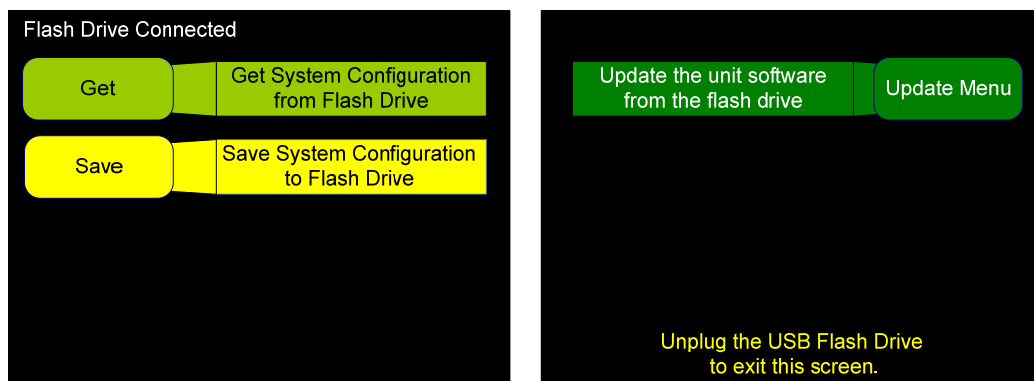 Flash Drive Connected
Get
Get System Configuration
from Flash Drive
Save
Save System Configuration
to Flash Drive
Update the unit software
from the flash drive
Update Menu
Unplug the USB Flash Drive
to exit this screen.